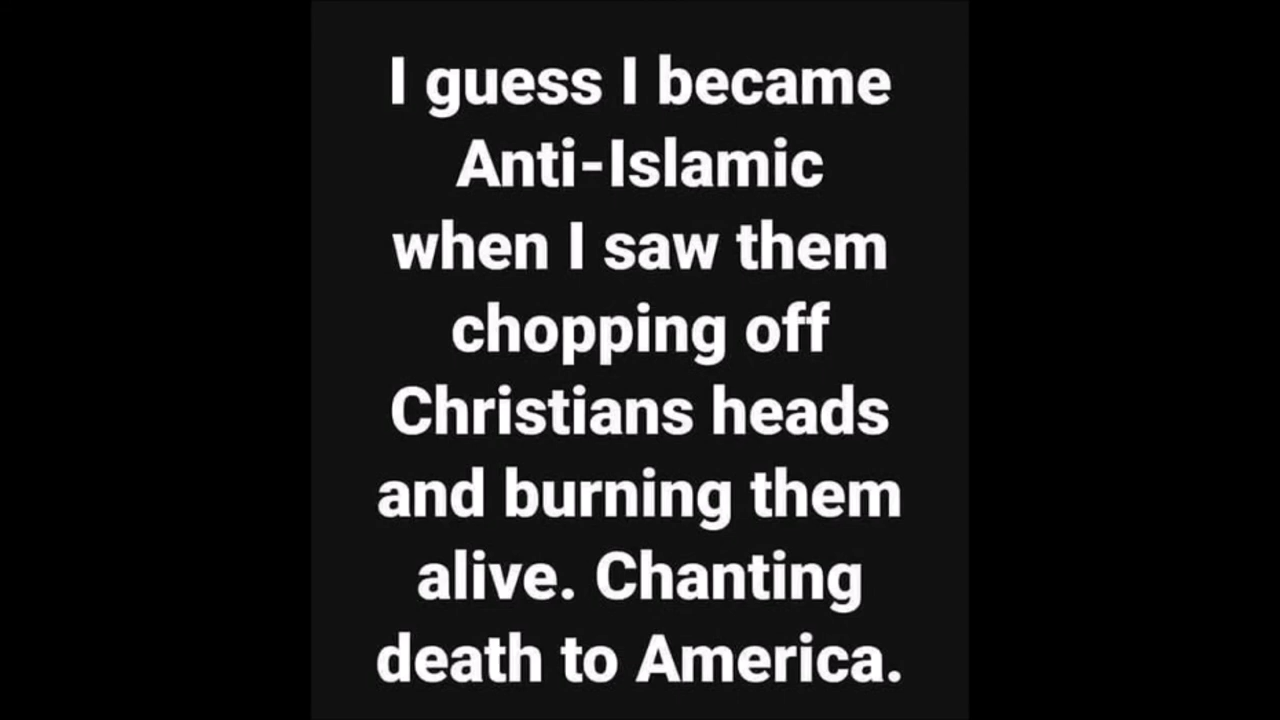 I guess I became
Anti-Islamic
when I saw them
chopping off
Christians heads
and burning them
alive. Chanting
death to America.